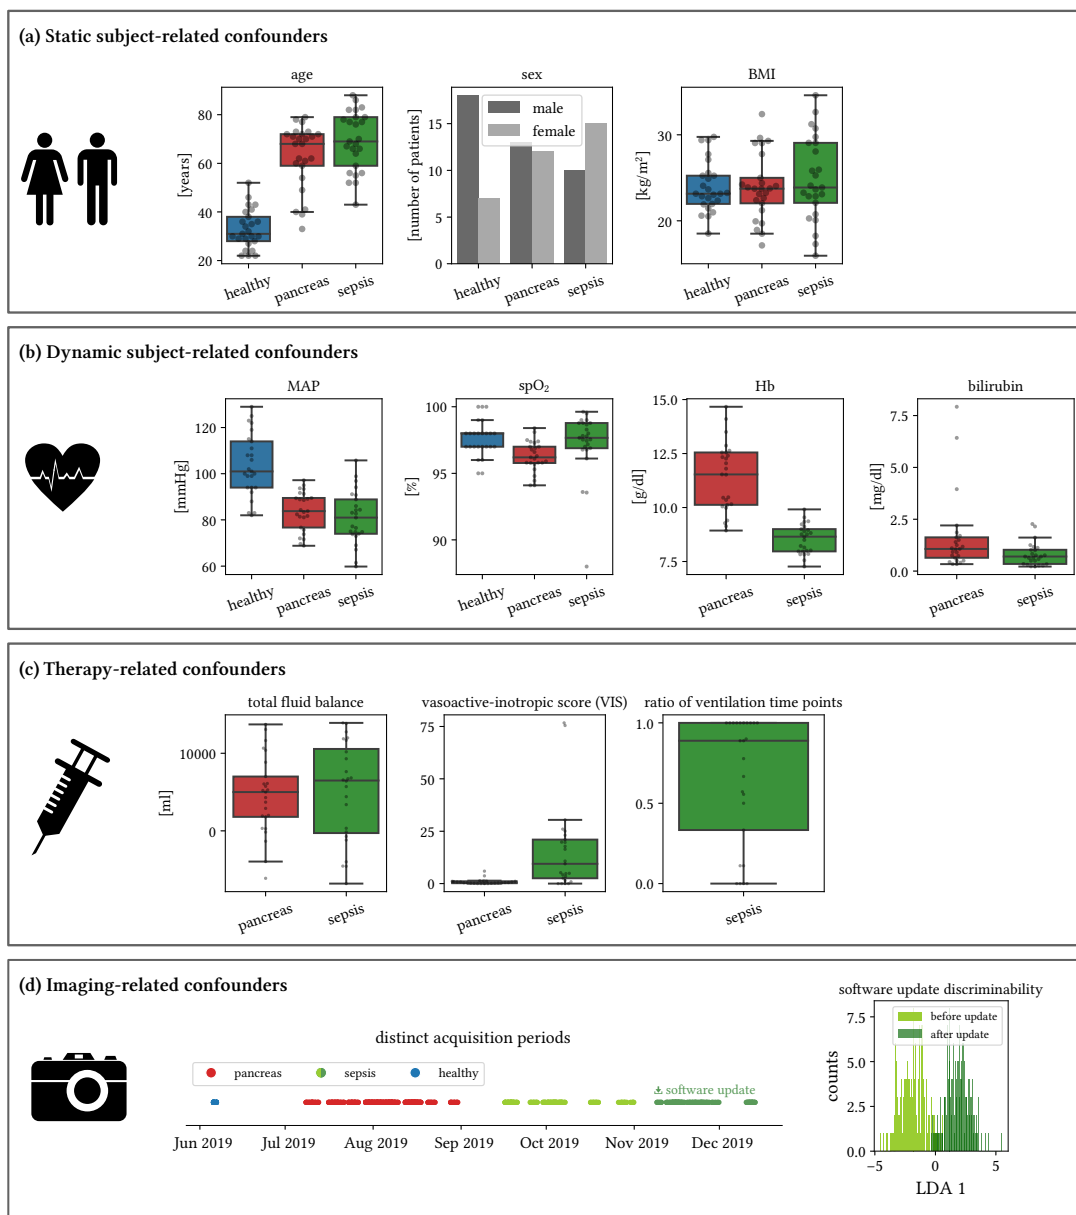 (a) Static subject-related confounders
age
[years]
80
60
40
20
healthy
pancreas
sepsis
sex
male
female
[number of patients]
15
10
5
0
healthy
pancreas
sepsis
BMI
[kg/m²]
30
20
healthy
pancreas
sepsis
(b) Dynamic subject-related confounders
MAP
[mmHg]
120
100
80
60
healthy
pancreas
sepsis
spO₂
[%]
100
95
90
healthy
pancreas
sepsis
Hb
[g/dl]
15.0
12.5
10.0
7.5
pancreas
sepsis
bilirubin
[mg/dl]
7.5
5.0
2.5
0.0
pancreas
sepsis
(c) Therapy-related confounders
total fluid balance
[ml]
10000
0
pancreas
sepsis
vasoactive-inotropic score (VIS)
75
50
25
0
pancreas
sepsis
ratio of ventilation time points
1.0
0.5
0.0
sepsis
(d) Imaging-related confounders
distinct acquisition periods
pancreas
sepsis
healthy
software update
Jun 2019
Jul 2019
Aug 2019
Sep 2019
Oct 2019
Nov 2019
Dec 2019
software update discriminability
before update
after update
counts
7.5
5.0
2.5
0.0
−5
0
5
LDA 1